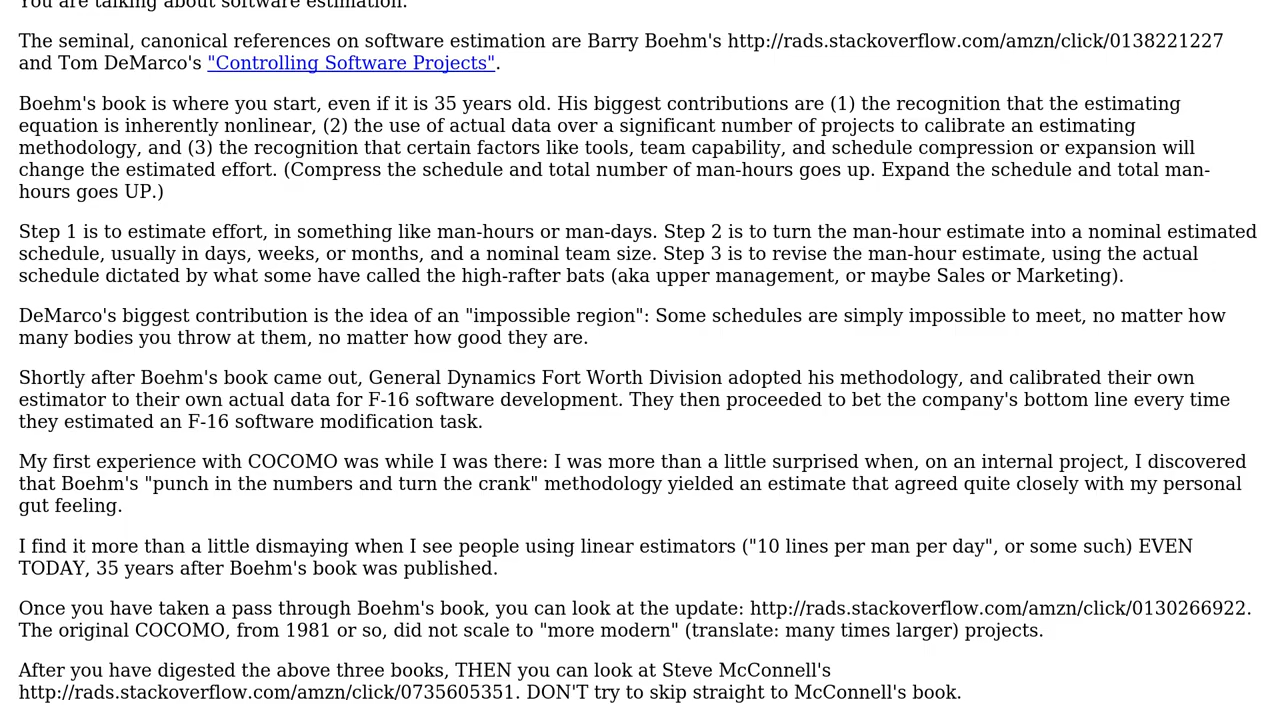 You are talking about software estimation.
The seminal, canonical references on software estimation are Barry Boehm's http://rads.stackoverflow.com/amzn/click/0138221227
and Tom DeMarco's "Controlling Software Projects".
Boehm's book is where you start, even if it is 35 years old. His biggest contributions are (1) the recognition that the estimating
equation is inherently nonlinear, (2) the use of actual data over a significant number of projects to calibrate an estimating
methodology, and (3) the recognition that certain factors like tools, team capability, and schedule compression or expansion will
change the estimated effort. (Compress the schedule and total number of man-hours goes up. Expand the schedule and total man-
hours goes UP.)
Step 1 is to estimate effort, in something like man-hours or man-days. Step 2 is to turn the man-hour estimate into a nominal estimated
schedule, usually in days, weeks, or months, and a nominal team size. Step 3 is to revise the man-hour estimate, using the actual
schedule dictated by what some have called the high-rafter bats (aka upper management, or maybe Sales or Marketing).
DeMarco's biggest contribution is the idea of an "impossible region": Some schedules are simply impossible to meet, no matter how
many bodies you throw at them, no matter how good they are.
Shortly after Boehm's book came out, General Dynamics Fort Worth Division adopted his methodology, and calibrated their own
estimator to their own actual data for F-16 software development. They then proceeded to bet the company's bottom line every time
they estimated an F-16 software modification task.
My first experience with COCOMO was while I was there: I was more than a little surprised when, on an internal project, I discovered
that Boehm's "punch in the numbers and turn the crank" methodology yielded an estimate that agreed quite closely with my personal
gut feeling.
I find it more than a little dismaying when I see people using linear estimators ("10 lines per man per day", or some such) EVEN
TODAY, 35 years after Boehm's book was published.
Once you have taken a pass through Boehm's book, you can look at the update: http://rads.stackoverflow.com/amzn/click/0130266922.
The original COCOMO, from 1981 or so, did not scale to "more modern" (translate: many times larger) projects.
After you have digested the above three books, THEN you can look at Steve McConnell's
http://rads.stackoverflow.com/amzn/click/0735605351. DON'T try to skip straight to McConnell's book.